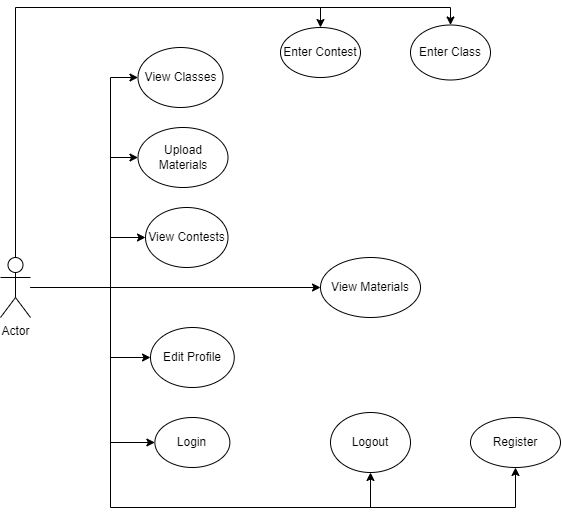 Enter Contest
Enter Class
View Classes
Upload
Materials
View Contests
View Materials
Actor
Edit Profile
Login
Logout
Register